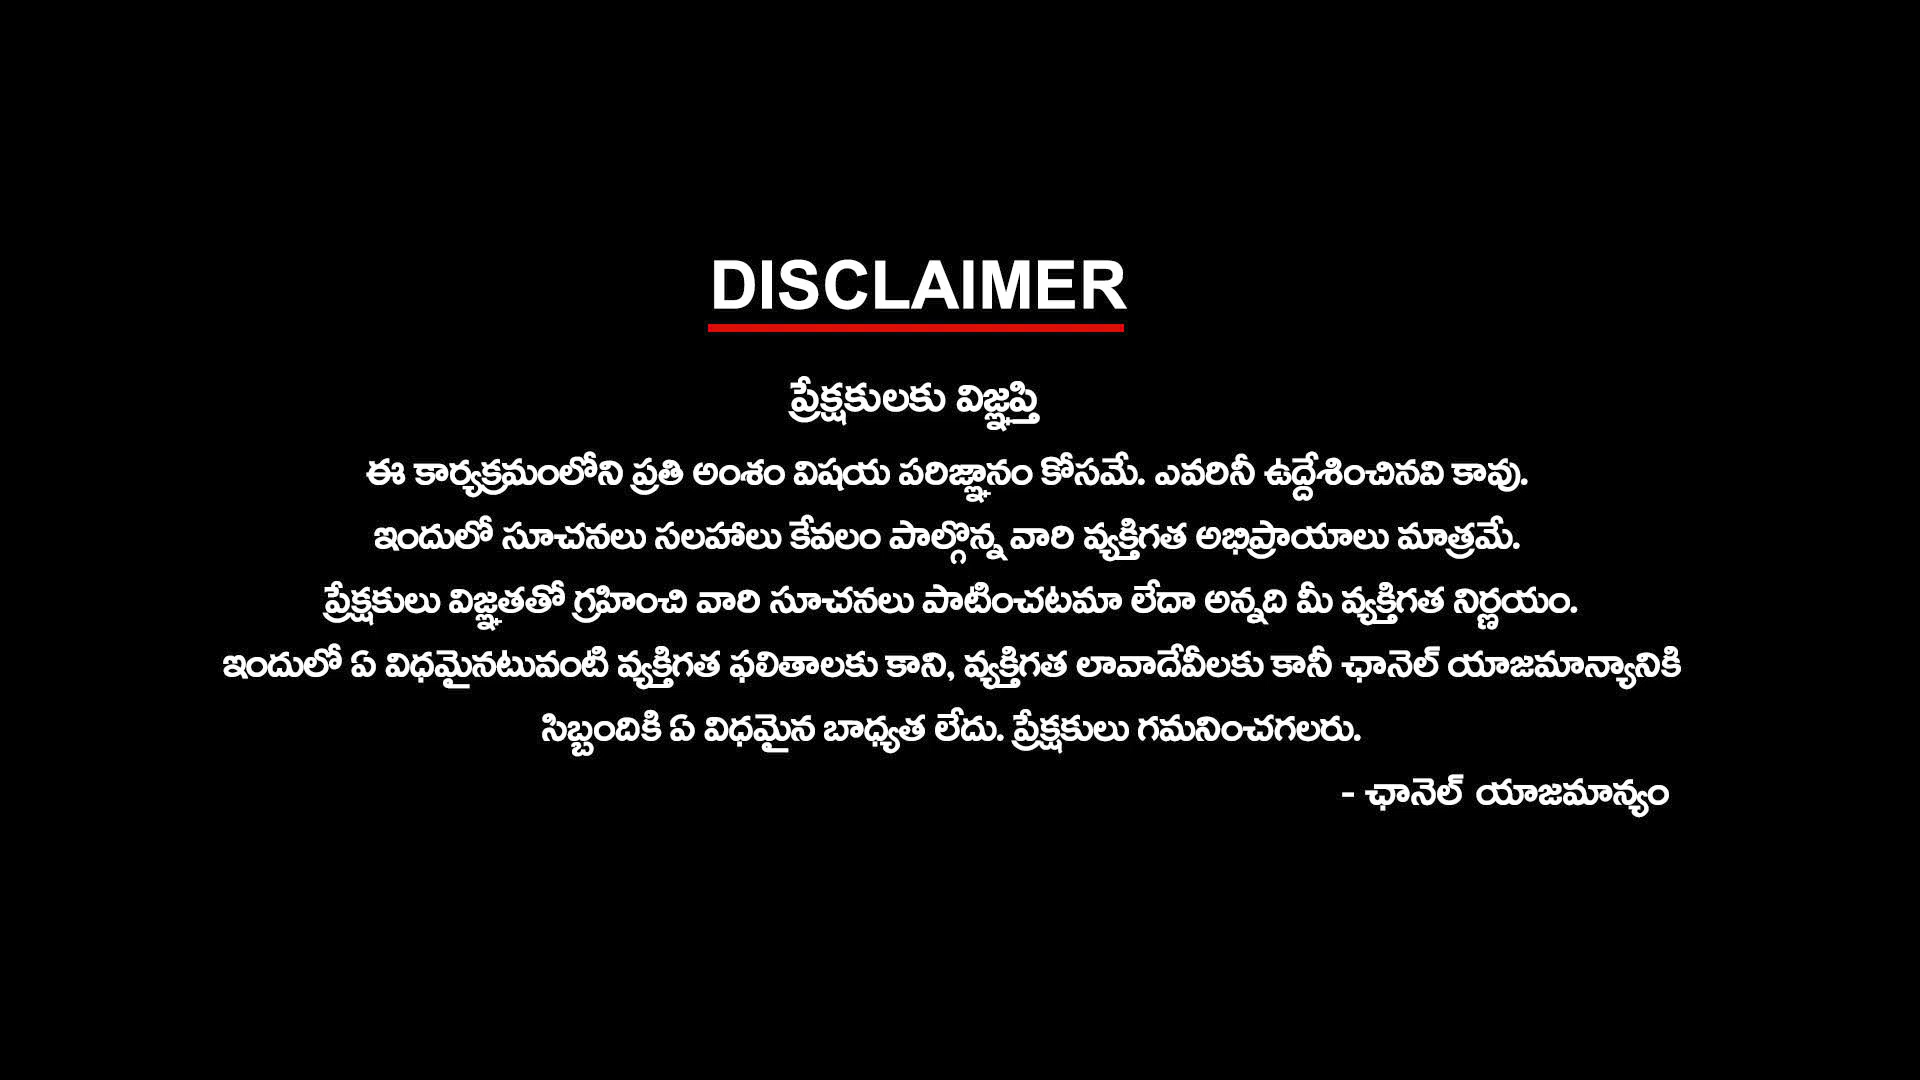 DISCLAIMER
ప్రేక్షకులకు విజ్ఞప్తి
ఈ కార్యక్రమంలోని ప్రతి అంశం విషయ పరిజ్ఞానం కోసమే. ఎవరినీ ఉద్దేశించినవి కావు.
ఇందులో సూచనలు సలహాలు కేవలం పాల్గొన్న వారి వ్యక్తిగత అభిప్రాయాలు మాత్రమే.
ప్రేక్షకులు విజ్ఞతతో గ్రహించి వారి సూచనలు పాటించటమా లేదా అన్నది మీ వ్యక్తిగత నిర్ణయం.
ఇందులో ఏ విధమైనటువంటి వ్యక్తిగత ఫలితాలకు కాని, వ్యక్తిగత లావాదేవీలకు కానీ ఛానెల్ యాజమాన్యానికి
సిబ్బందికి ఏ విధమైన బాధ్యత లేదు. ప్రేక్షకులు గమనించగలరు.
- ఛానెల్ యాజమాన్యం